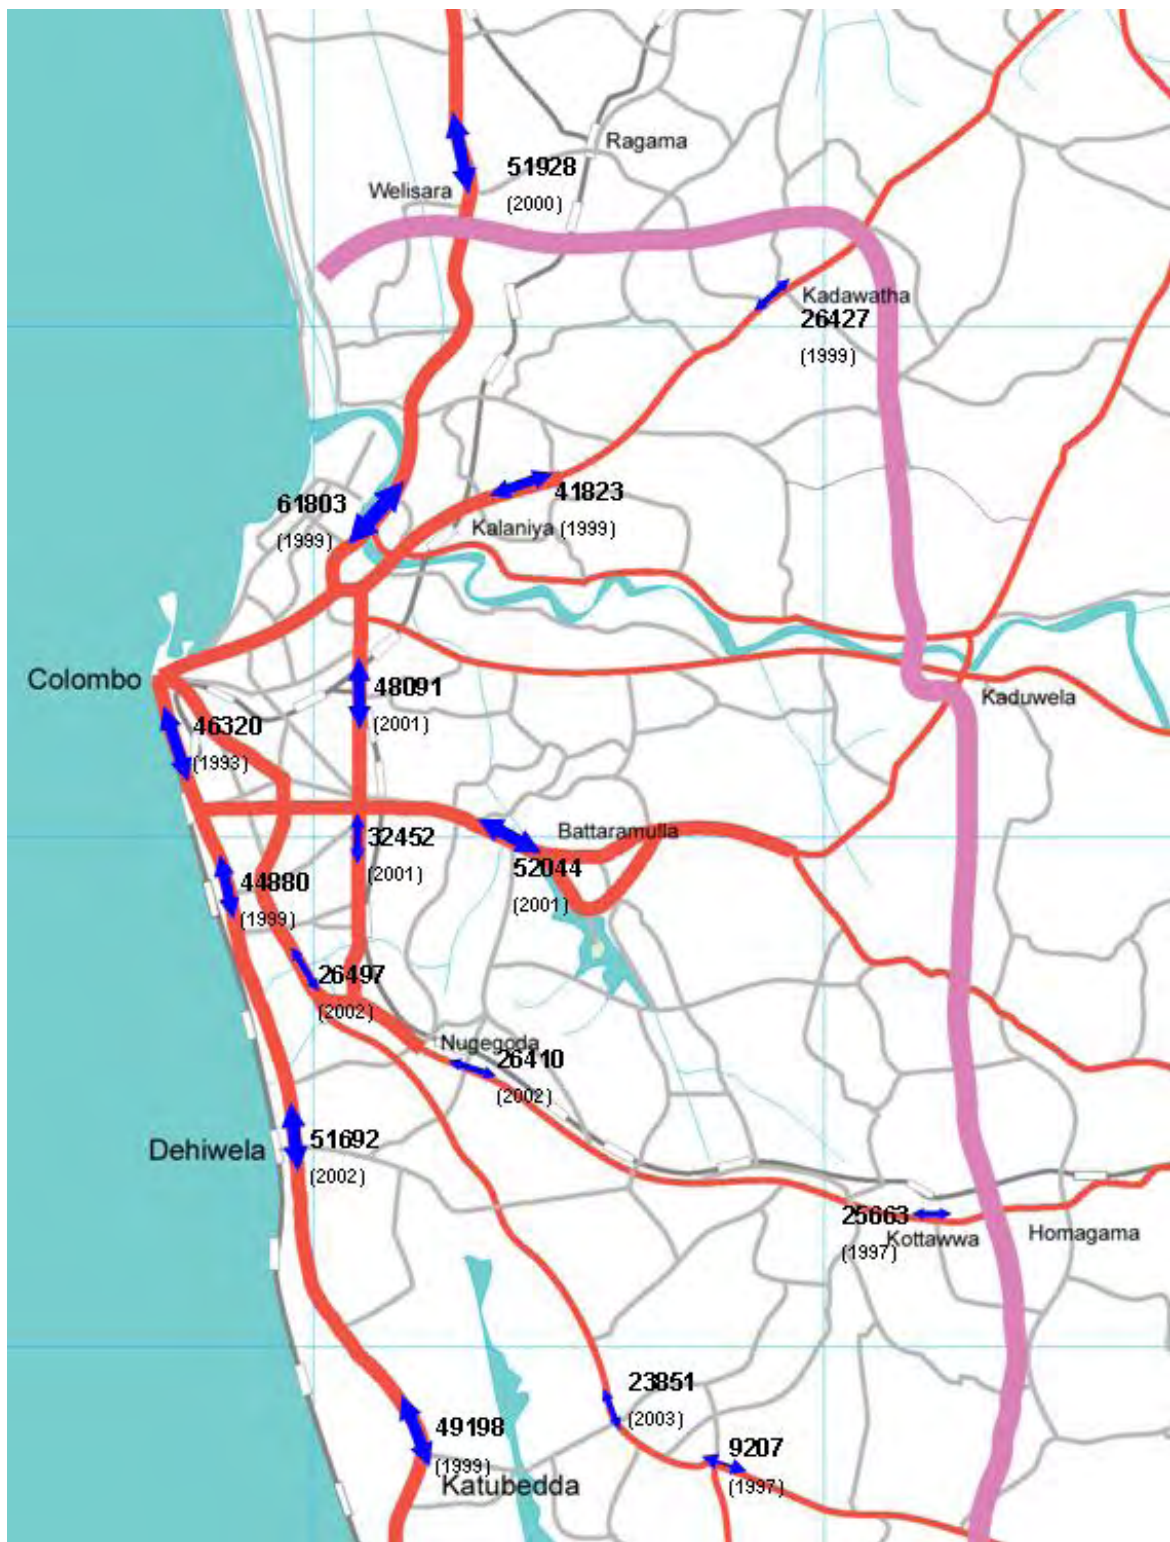 Ragama
51928
(2000)
Welisara
Kadawatha
26427
(1999)
61803
(1999)
41823
Kalaniya (1999)
Colombo
48091
(2001)
Kaduwela
46320
(1993)
32452
(2001)
Battaramulla
52044
(2001)
44880
(1999)
26497
(2002)
Nugegoda
26410
(2002)
Dehiwela
51692
(2002)
25663
(1997)
Kottawwa
Homagama
23851
(2003)
49198
(1999)
Katubedda
9207
(1997)